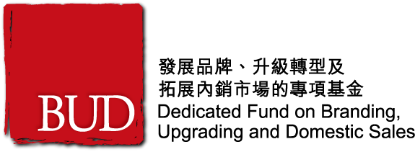 BUD
發展品牌、升級轉型及
拓展內銷市場的專項基金
Dedicated Fund on Branding,
Upgrading and Domestic Sales